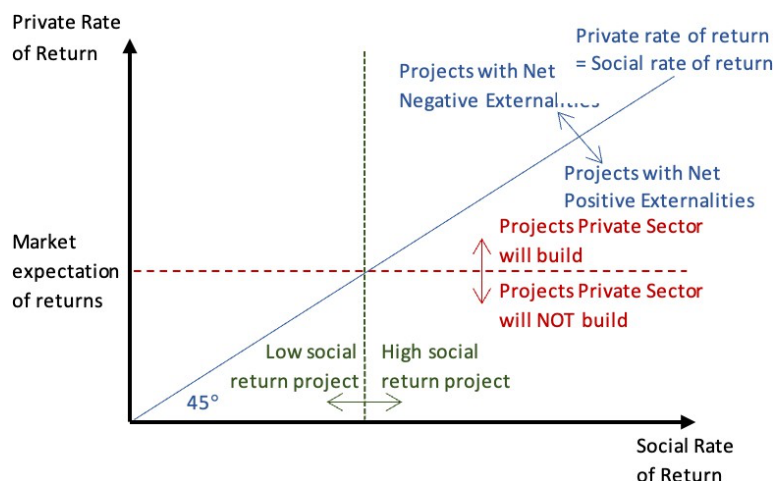 Private Rate
of Return
Projects with Net
Negative Externalities
Private rate of return
= Social rate of return
Projects with Net
Positive Externalities
Market
expectation
of returns
Projects Private Sector
will build
Projects Private Sector
will NOT build
Low social
return project
High social
return project
45°
Social Rate
of Return